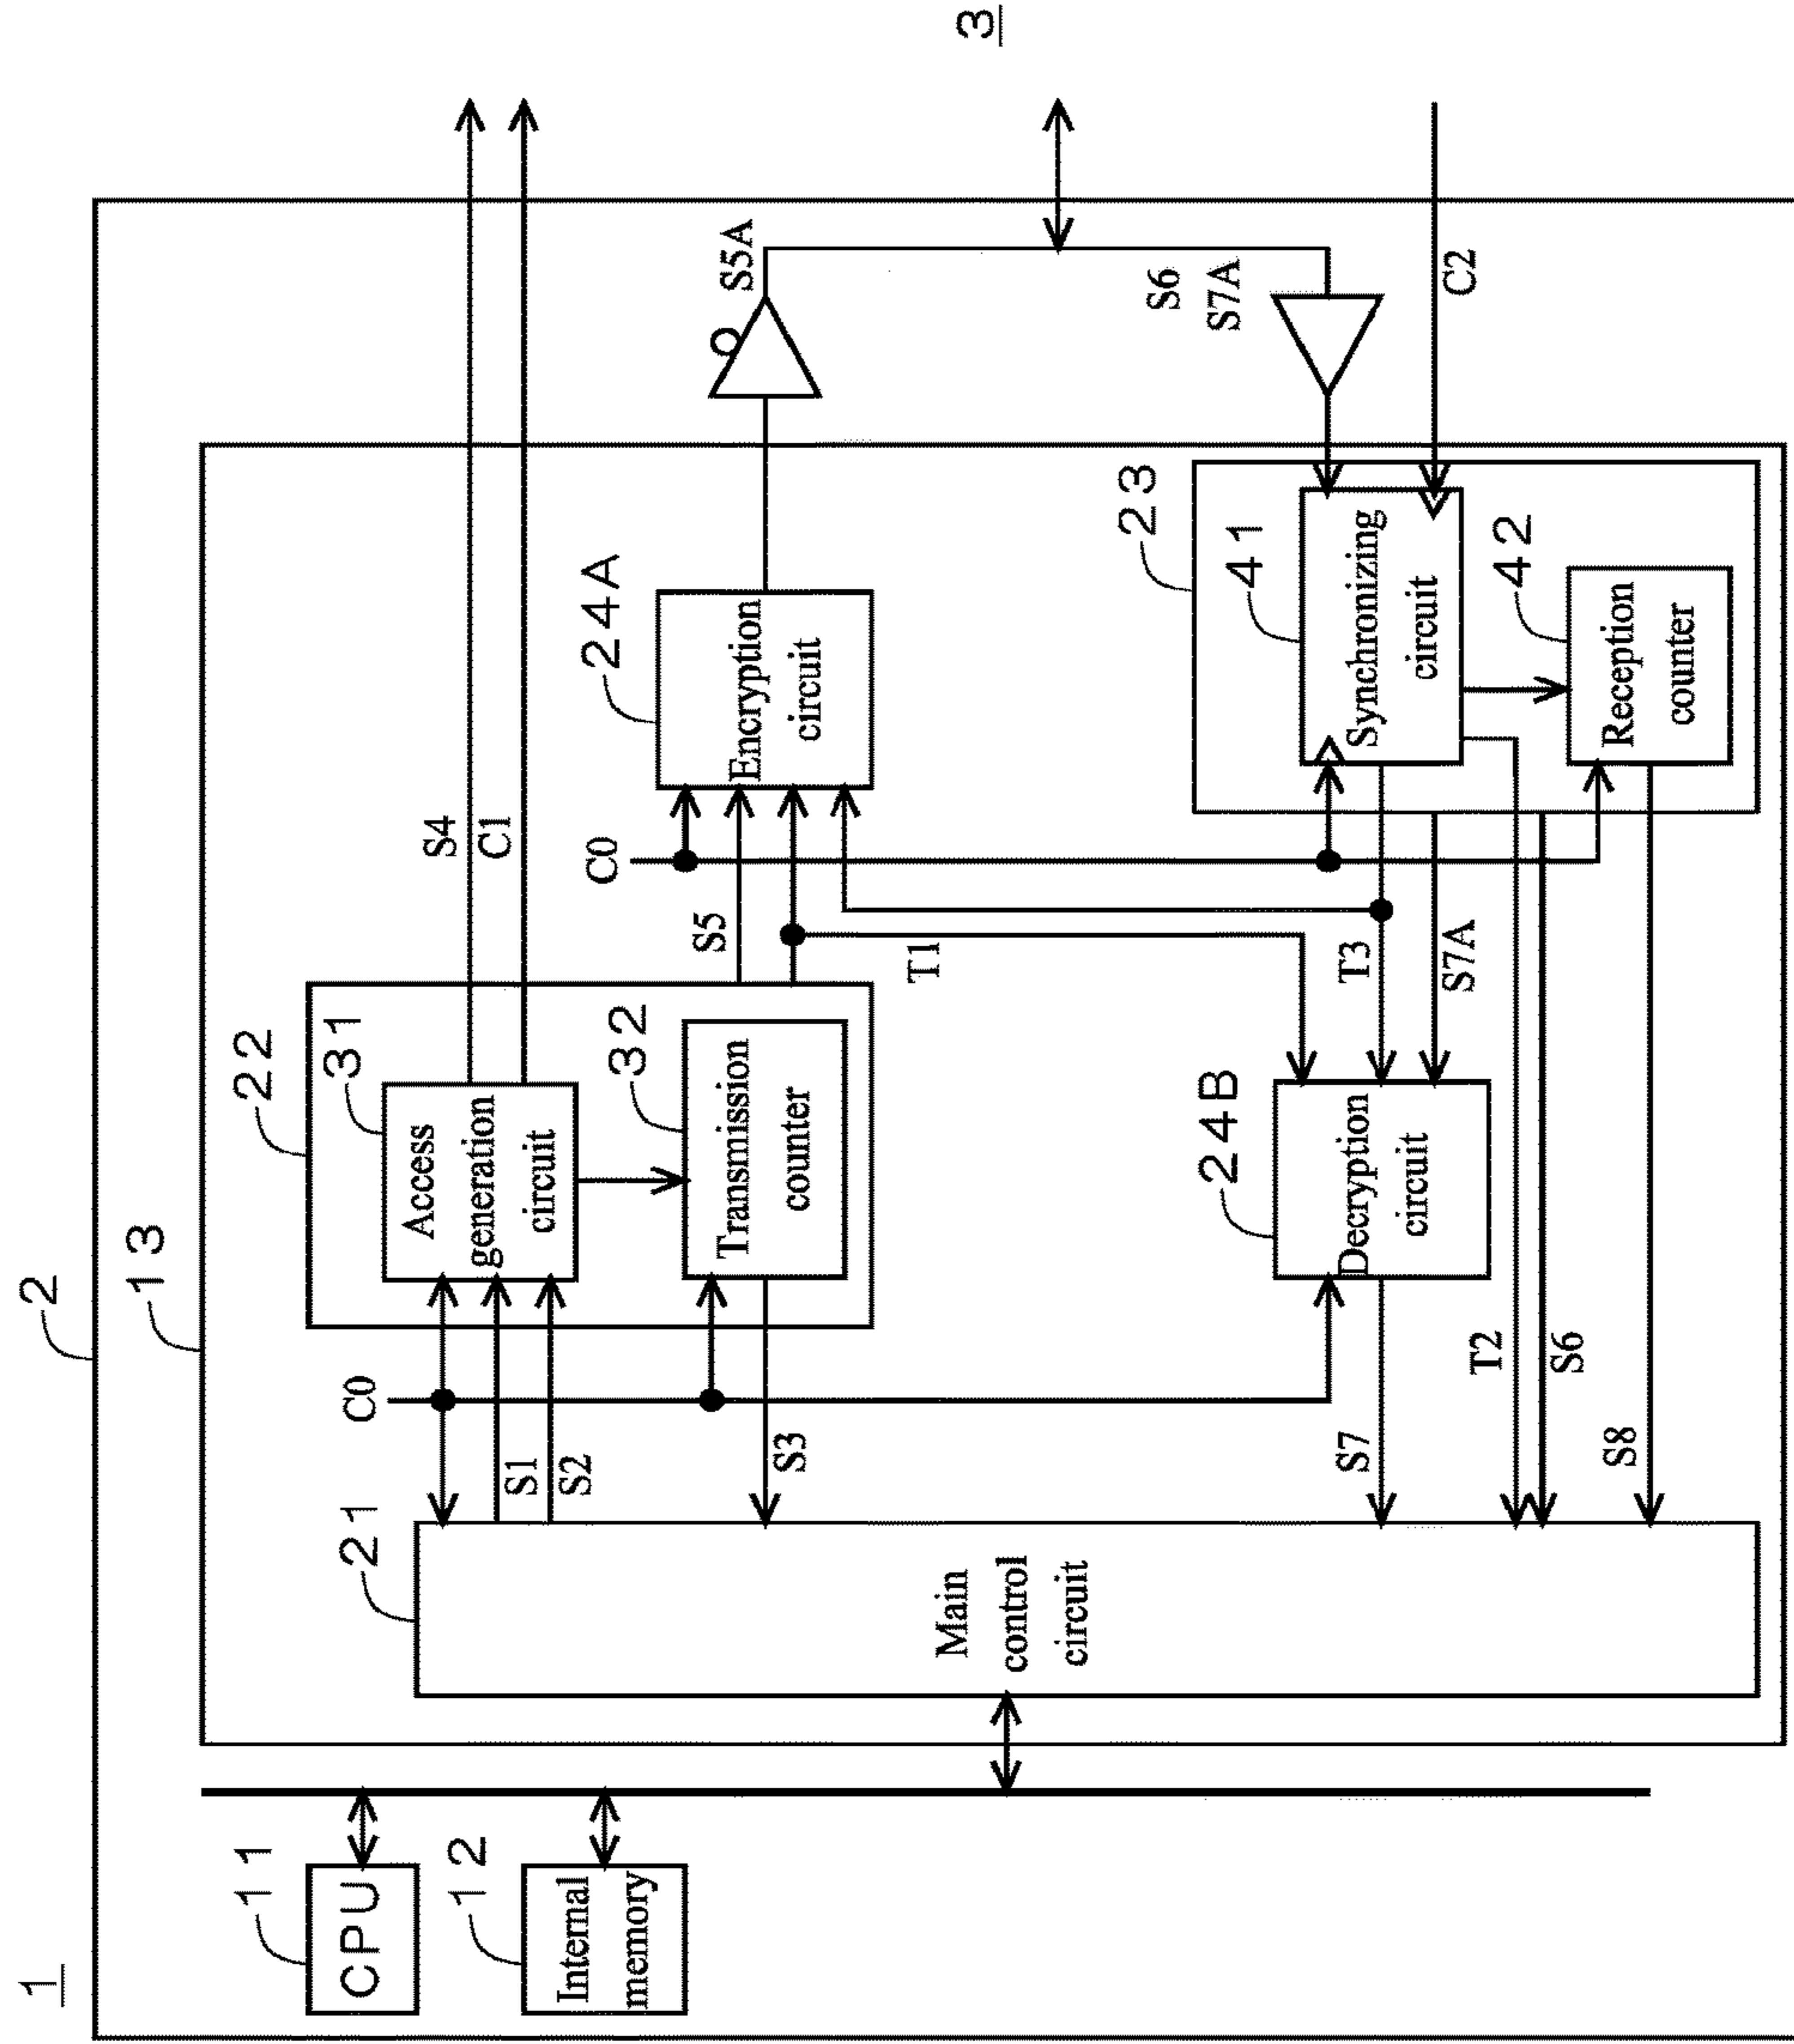 1
2
3
13
11
CPU
12
Internal
memory
21
Main
control
circuit
C0
S1
S2
S3
S7
T2
S6
S8
22
31
Access
generation
circuit
32
Transmission
counter
24B
Decryption
circuit
S4
C1
S5
T1
T3
S7A
C0
24A
Encryption
circuit
23
41
Synchronizing
circuit
42
Reception
counter
S5A
S6
S7A
C2